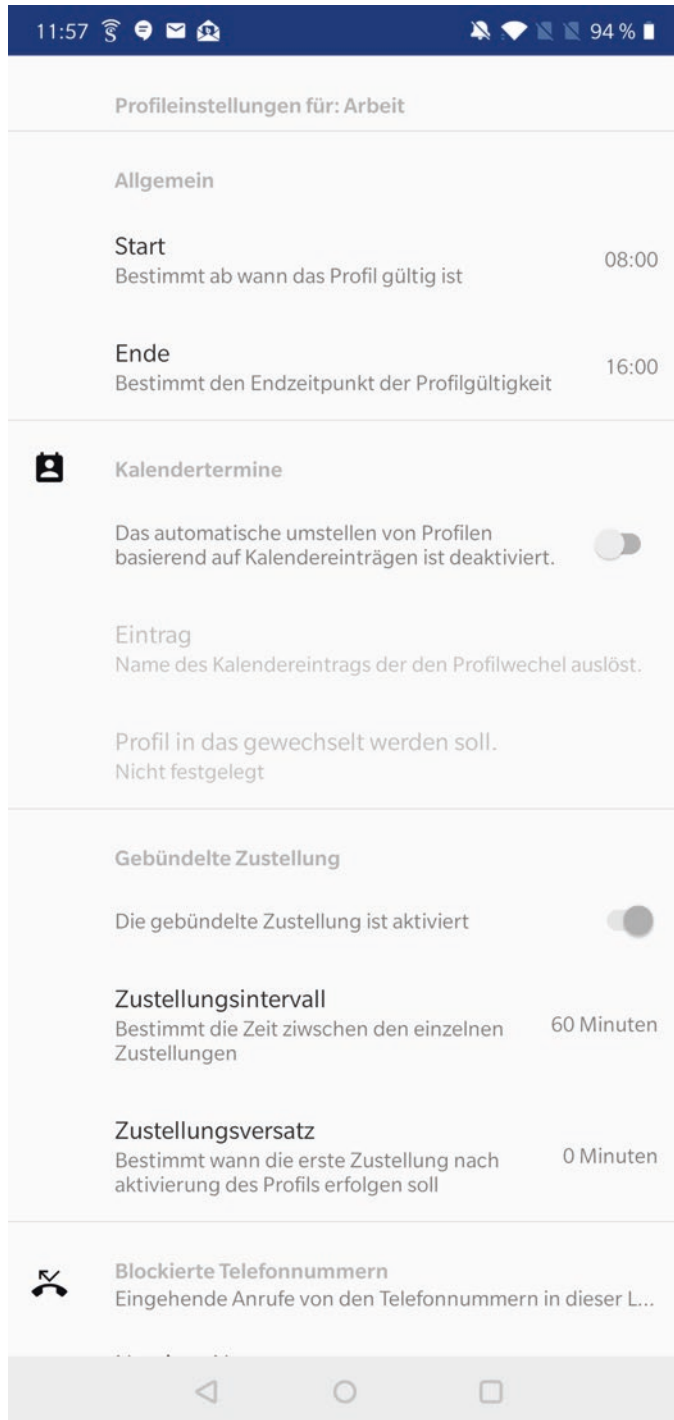 11:57 94 %
Profileinstellungen für: Arbeit
Allgemein
Start
Bestimmt ab wann das Profil gültig ist
08:00
Ende
Bestimmt den Endzeitpunkt der Profilgültigkeit
16:00
Kalendertermine
Das automatische umstellen von Profilen
basierend auf Kalendereinträgen ist deaktiviert.
Eintrag
Name des Kalendereintrags der den Profilwechel auslöst.
Profil in das gewechselt werden soll.
Nicht festgelegt
Gebündelte Zustellung
Die gebündelte Zustellung ist aktiviert
Zustellungsintervall
Bestimmt die Zeit ziwschen den einzelnen
Zustellungen
60 Minuten
Zustellungsversatz
Bestimmt wann die erste Zustellung nach
aktivierung des Profils erfolgen soll
0 Minuten
Blockierte Telefonnummern
Eingehende Anrufe von den Telefonnummern in dieser L...